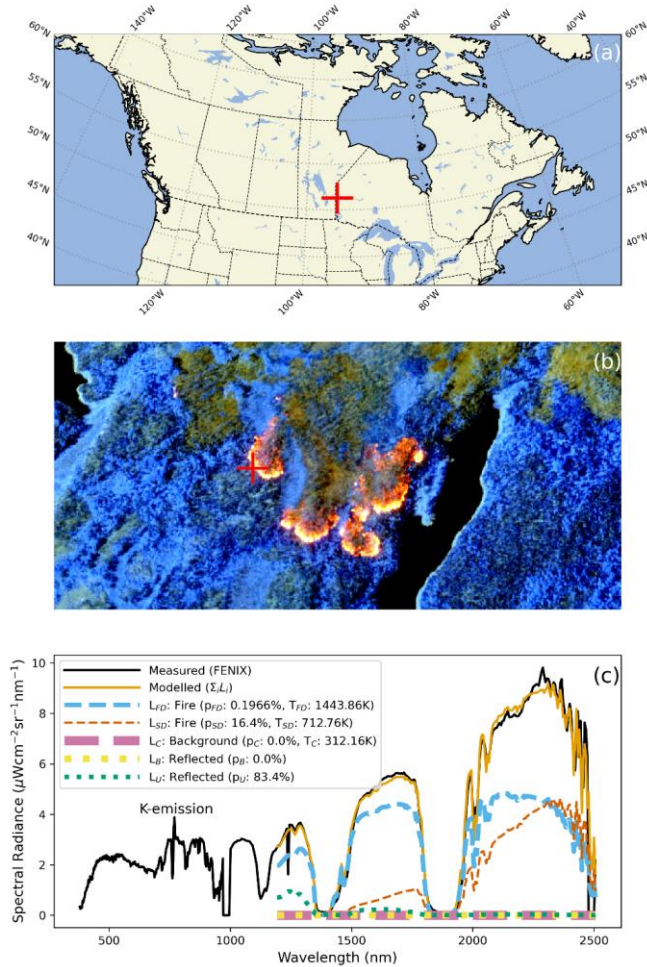 140°W 120°W 100°W 80°W 60°W 40°W
60°N 60°N
(a)
55°N 55°N
50°N 50°N
45°N 45°N
40°N 40°N
120°W 100°W 80°W 60°W
(b)
(c)
Measured (FENIX)
Modelled (ΣᵢLᵢ)
L_FD: Fire (p_FD: 0.1966%, T_FD: 1443.86K)
L_SD: Fire (p_SD: 16.4%, T_SD: 712.76K)
L_C: Background (p_C: 0.0%, T_C: 312.16K)
L_B: Reflected (p_B: 0.0%)
L_U: Reflected (p_U: 83.4%)
K-emission
Spectral Radiance (μWcm⁻²sr⁻¹nm⁻¹)
10
8
6
4
2
0
500 1000 1500 2000 2500
Wavelength (nm)